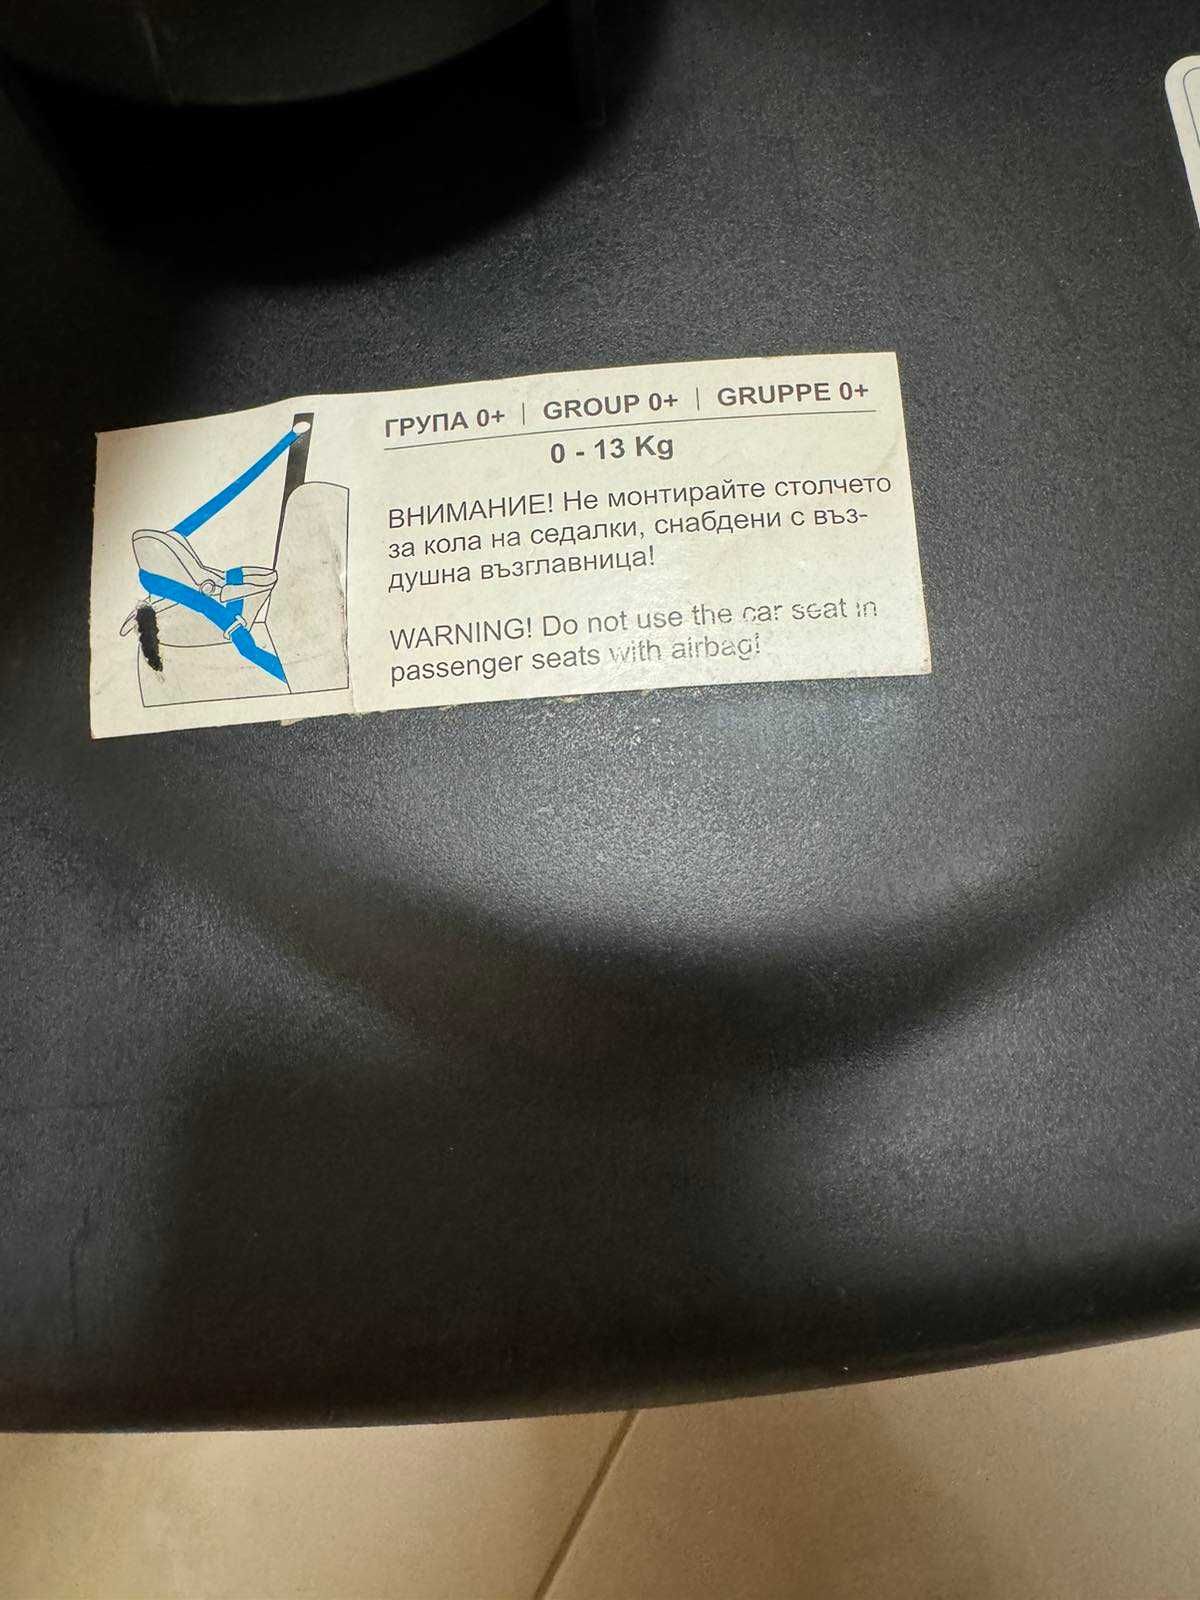 ГРУПА 0+ | GROUP 0+ | GRUPPE 0+
0 - 13 Kg
ВНИМАНИЕ! Не монтирайте столчето
за кола на седалки, снабдени с въз-
душна възглавница!
WARNING! Do not use the car seat in
passenger seats with airbag!